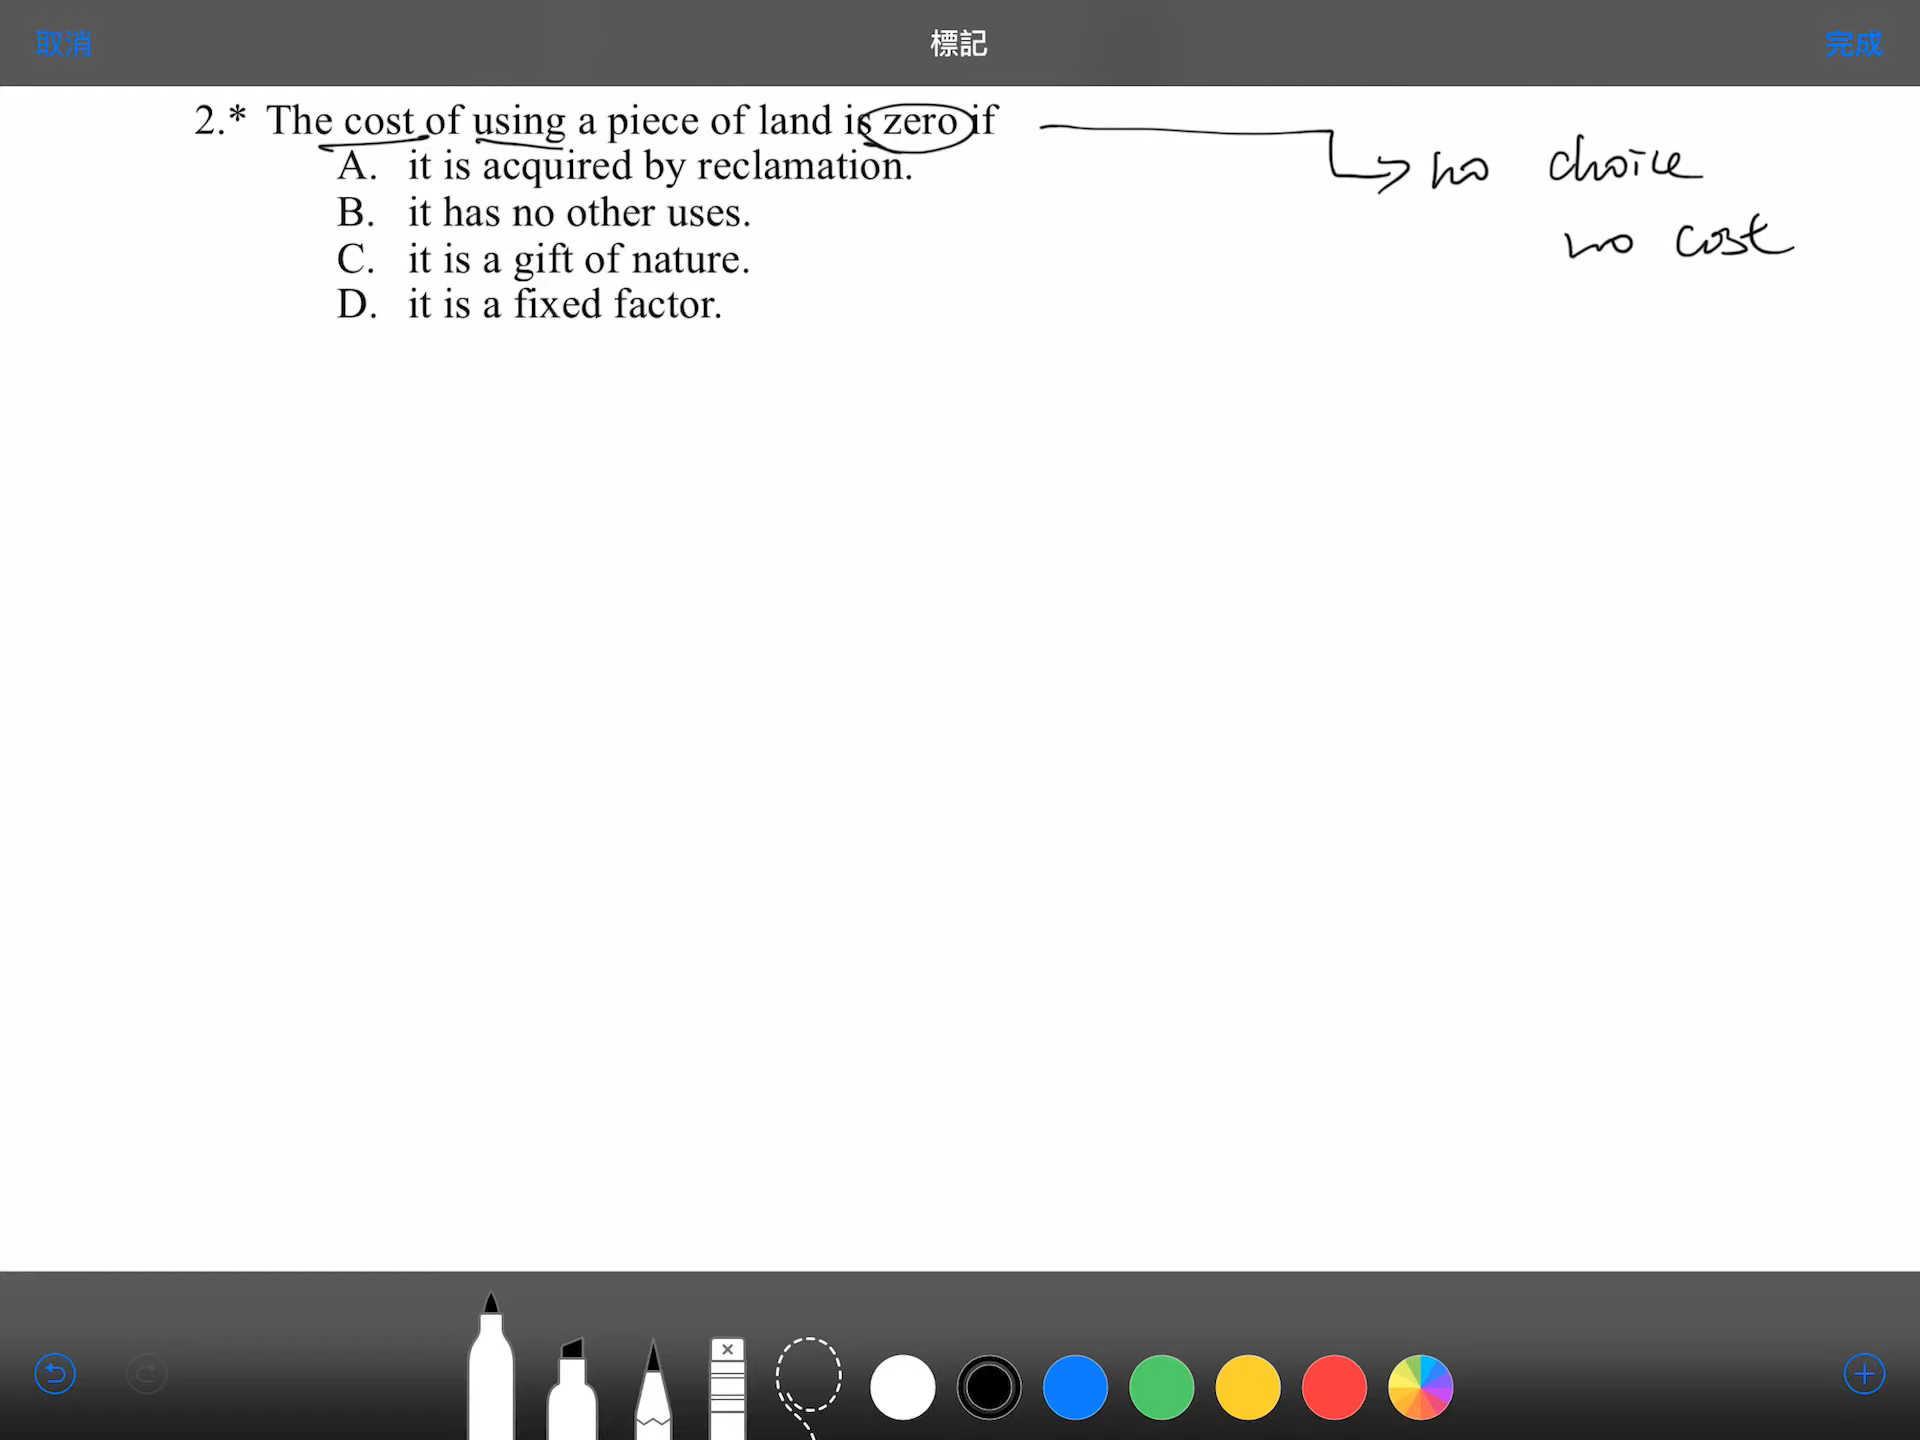 取消 標記 完成
2.* The cost of using a piece of land is zero if
A. it is acquired by reclamation.
B. it has no other uses.
C. it is a gift of nature.
D. it is a fixed factor.
no choice
no cost